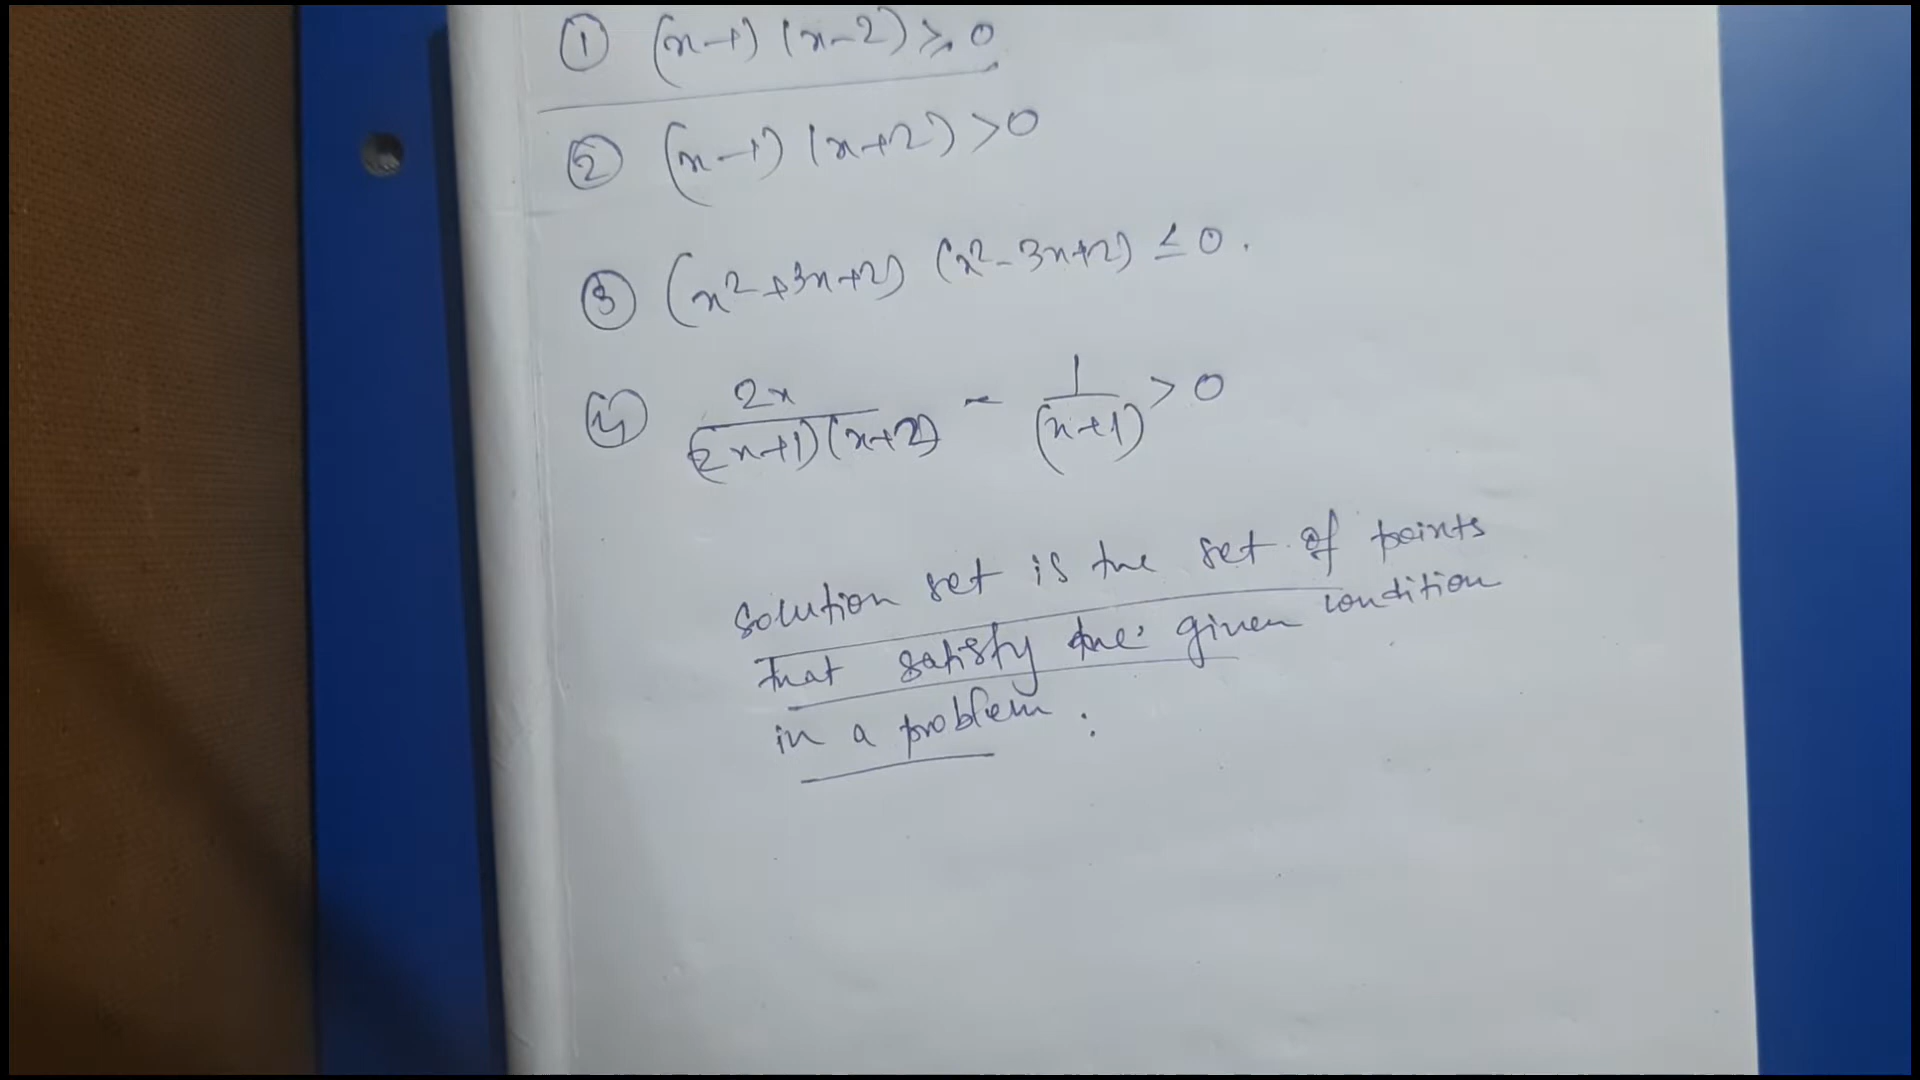 ① (x-1) (x-2) ≥ 0
② (x-1) (x+2) > 0
③ (x²+3x+2) (x²-3x+2) ≤ 0.
④ 2x/((2x+1)(x+2)) - 1/(x+1) > 0
Solution set is the set of points
that satisfy the given condition
in a problem.